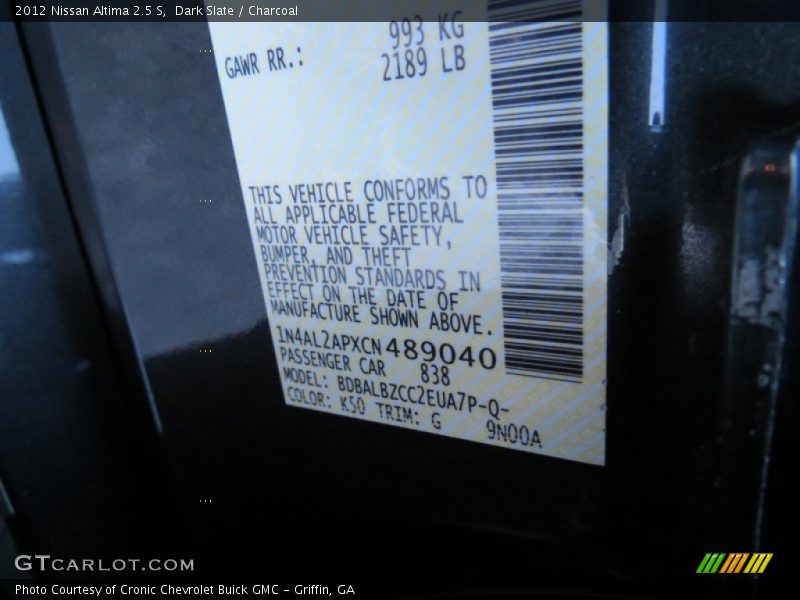 2012 Nissan Altima 2.5 S, Dark Slate / Charcoal
993 KG
GAWR RR.: 2189 LB
THIS VEHICLE CONFORMS TO
ALL APPLICABLE FEDERAL
MOTOR VEHICLE SAFETY,
BUMPER, AND THEFT
PREVENTION STANDARDS IN
EFFECT ON THE DATE OF
MANUFACTURE SHOWN ABOVE.
1N4AL2APXCN489040
PASSENGER CAR 838
MODEL: BDBALBZCC2EUA7P-Q-
COLOR: K50 TRIM: G 9N00A
GTCARLOT.COM
Photo Courtesy of Cronic Chevrolet Buick GMC - Griffin, GA